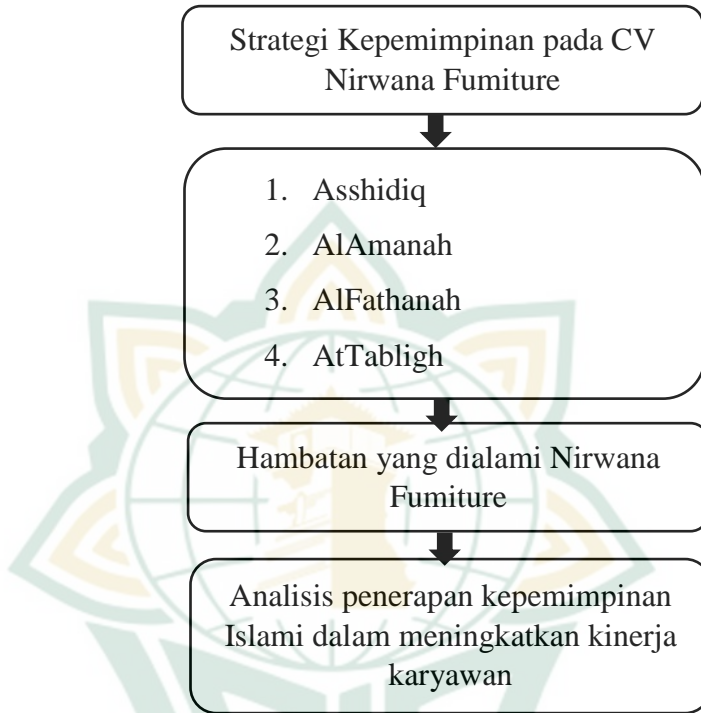 Strategi Kepemimpinan pada CV
Nirwana Fumiture
1. Asshidiq
2. AlAmanah
3. AlFathanah
4. AtTabligh
Hambatan yang dialami Nirwana
Fumiture
Analisis penerapan kepemimpinan
Islami dalam meningkatkan kinerja
karyawan